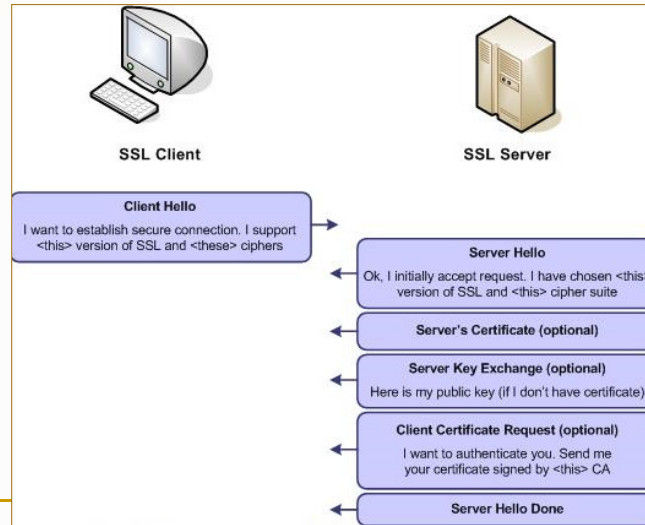 SSL Client
SSL Server
Client Hello
I want to establish secure connection. I support
<this> version of SSL and <these> ciphers
Server Hello
Ok, I initially accept request. I have chosen <this>
version of SSL and <this> cipher suite
Server's Certificate (optional)
Server Key Exchange (optional)
Here is my public key (if I don't have certificate)
Client Certificate Request (optional)
I want to authenticate you. Send me
your certificate signed by <this> CA
Server Hello Done